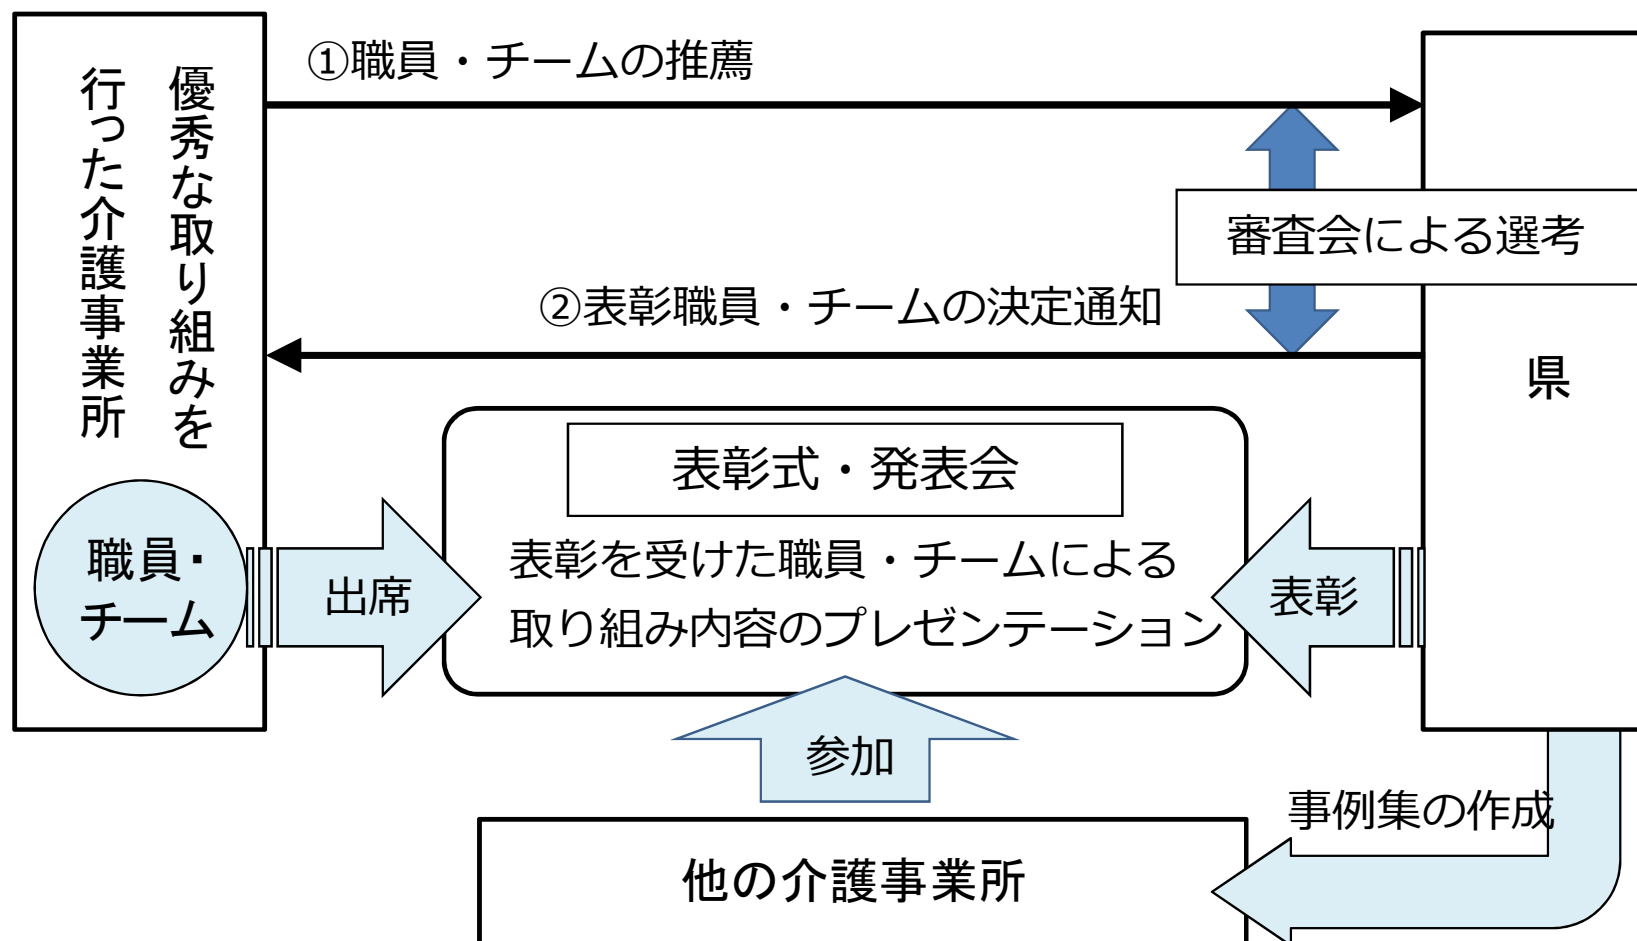 優秀な取り組みを
行った介護事業所
①職員・チームの推薦
審査会による選考
②表彰職員・チームの決定通知
県
表彰式・発表会
表彰を受けた職員・チームによる
取り組み内容のプレゼンテーション
職員・
チーム
出席
表彰
参加
事例集の作成
他の介護事業所